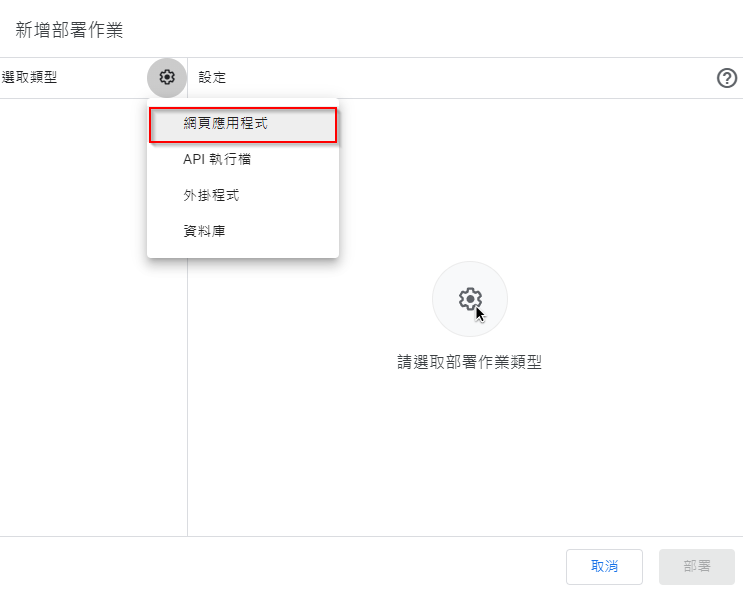 新增部署作業
選取類型
設定
網頁應用程式
API 執行檔
外掛程式
資料庫
請選取部署作業類型
取消
部署